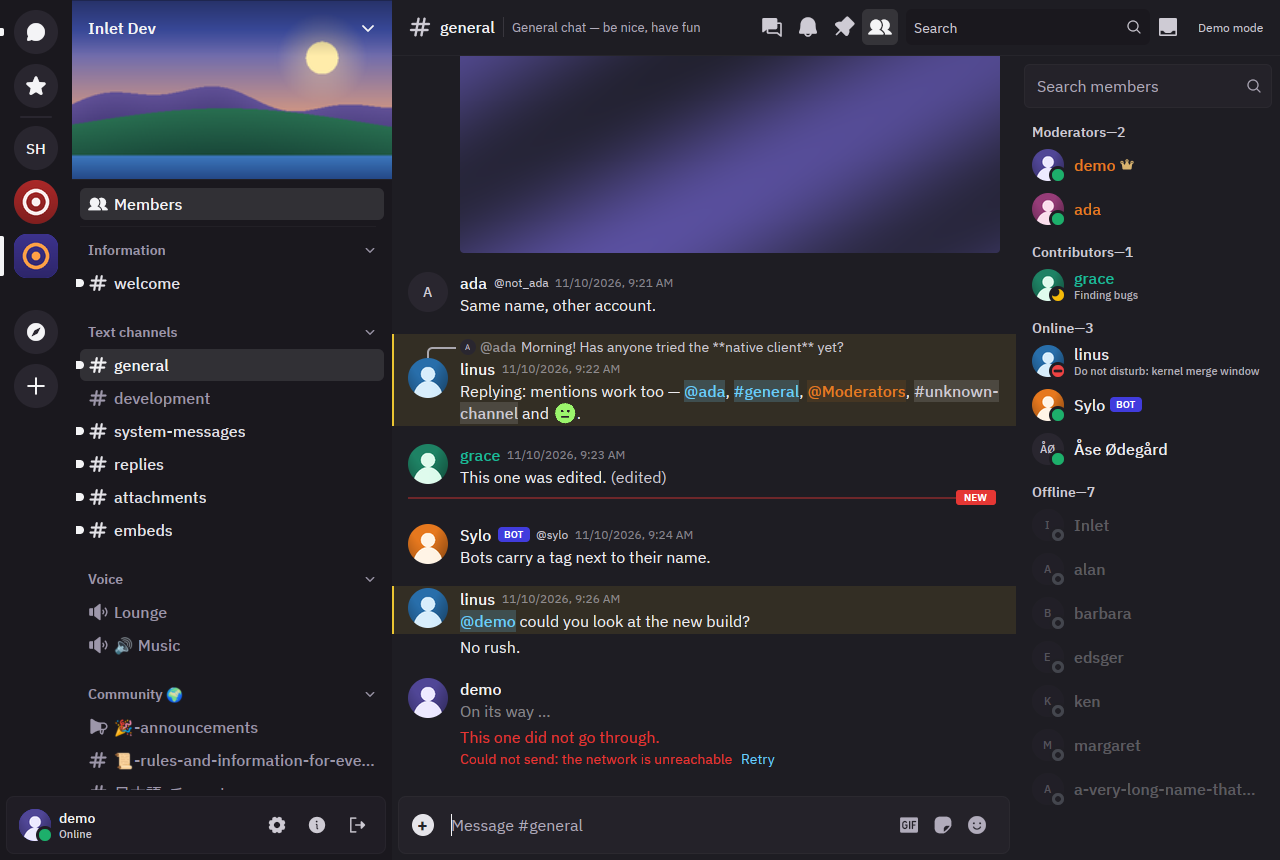 Inlet Dev
SH
Members
Information
welcome
Text channels
general
development
system-messages
replies
attachments
embeds
Voice
Lounge
🔊 Music
Community 🌍
🎉-announcements
📜-rules-and-information-for-eve...
demo
Online
general
General chat — be nice, have fun
Search
Demo mode
A
ada @not_ada 11/10/2026, 9:21 AM
Same name, other account.
A @ada Morning! Has anyone tried the **native client** yet?
linus 11/10/2026, 9:22 AM
Replying: mentions work too — @ada, #general, @Moderators, #unknown-
channel and 😐.
grace 11/10/2026, 9:23 AM
This one was edited. (edited)
NEW
Sylo BOT @sylo 11/10/2026, 9:24 AM
Bots carry a tag next to their name.
linus 11/10/2026, 9:26 AM
@demo could you look at the new build?
No rush.
demo
On its way ...
This one did not go through.
Could not send: the network is unreachable Retry
Message #general
GIF
Search members
Moderators—2
demo
ada
Contributors—1
grace
Finding bugs
Online—3
linus
Do not disturb: kernel merge window
Sylo BOT
ÅØ Åse Ødegård
Offline—7
I Inlet
A alan
B barbara
E edsger
K ken
M margaret
A a-very-long-name-that...